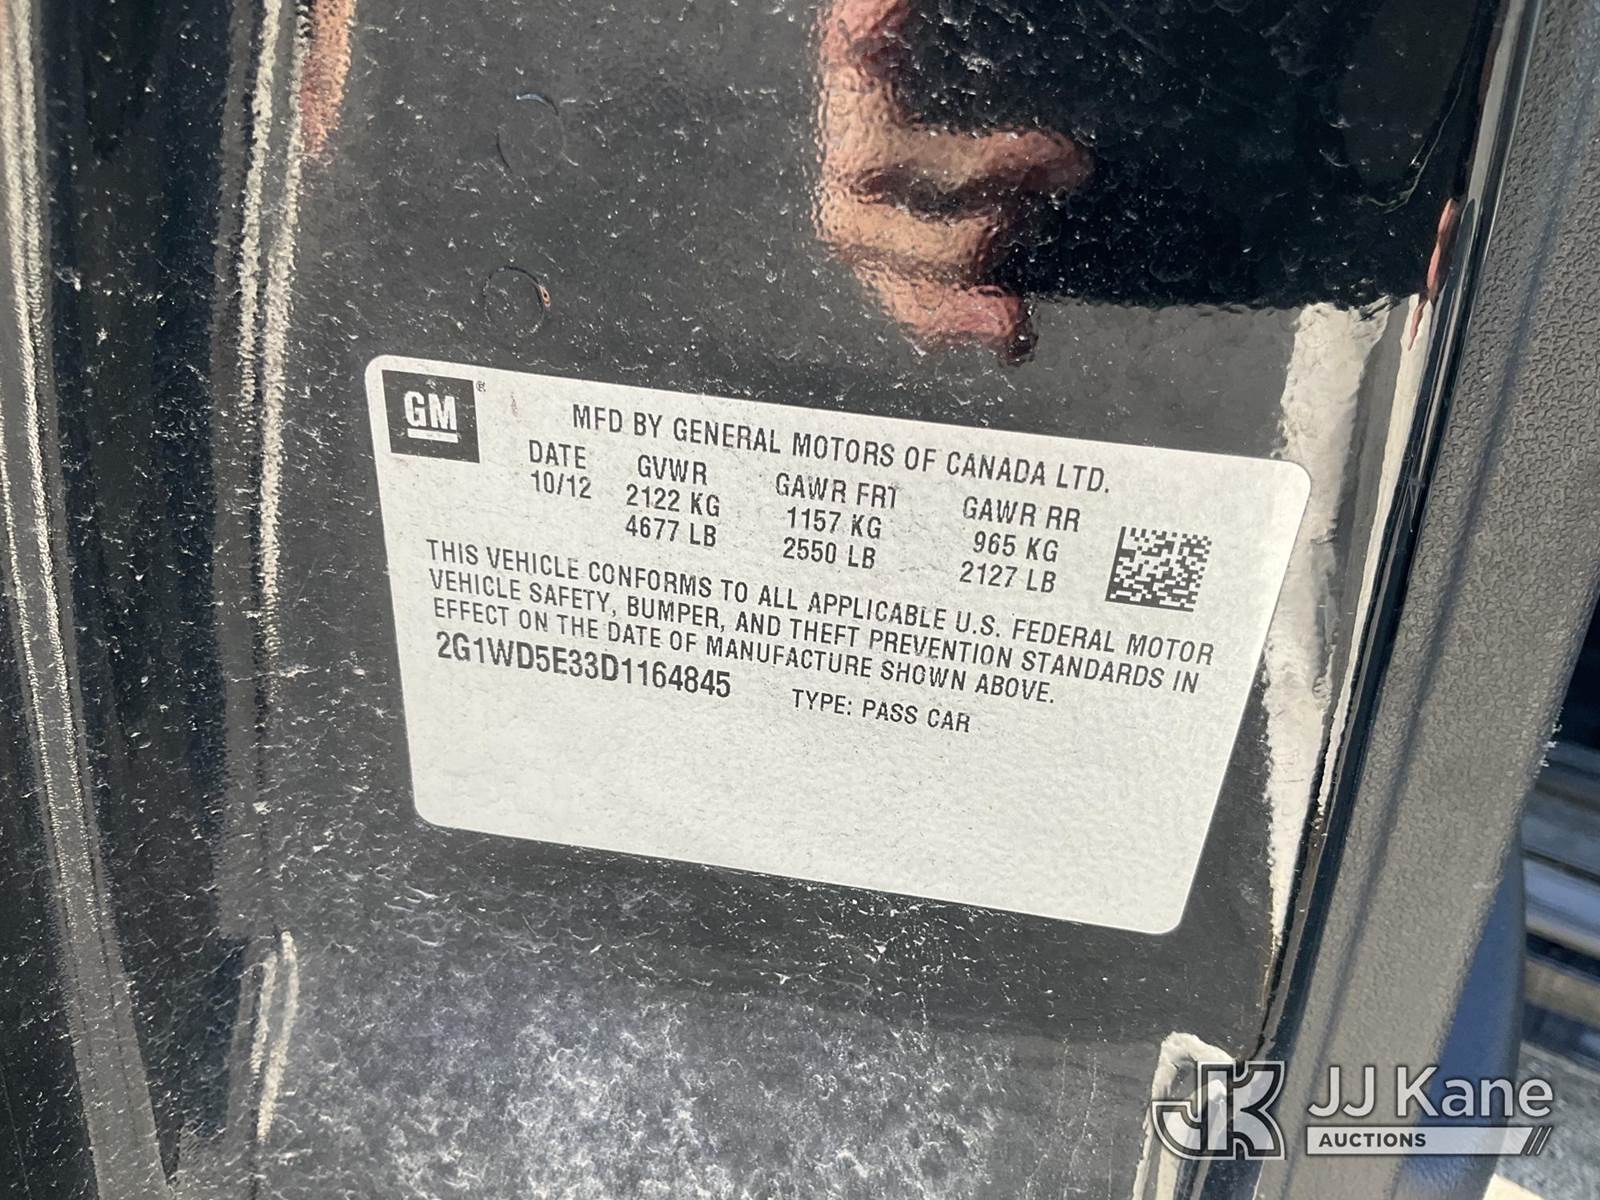 GM®
MFD BY GENERAL MOTORS OF CANADA LTD.
DATE GVWR GAWR FRT GAWR RR
10/12 2122 KG 1157 KG 965 KG
4677 LB 2550 LB 2127 LB
THIS VEHICLE CONFORMS TO ALL APPLICABLE U.S. FEDERAL MOTOR
VEHICLE SAFETY, BUMPER, AND THEFT PREVENTION STANDARDS IN
EFFECT ON THE DATE OF MANUFACTURE SHOWN ABOVE.
2G1WD5E33D1164845 TYPE: PASS CAR
JK JJ Kane
AUCTIONS